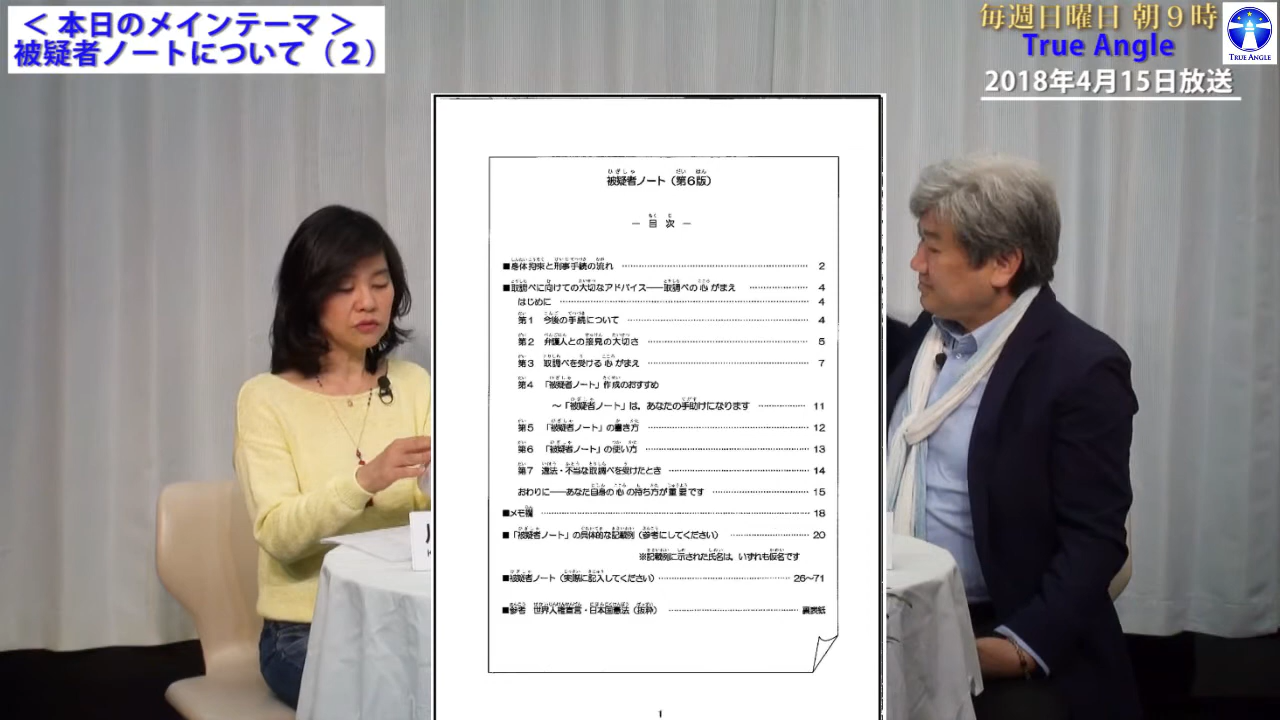 ＜ 本日のメインテーマ ＞
被疑者ノートについて（２）
毎週日曜日 朝９時
True Angle
2018年4月15日放送
TRUE ANGLE
被疑者ノート（第６版）
― 目 次 ―
■身体拘束と刑事手続の流れ 2
■取調べに向けての大切なアドバイス――取調べの心がまえ 4
はじめに 4
第１ 今後の手続について 4
第２ 弁護人との接見の大切さ 5
第３ 取調べを受ける心がまえ 7
第４ 「被疑者ノート」作成のおすすめ
～「被疑者ノート」は，あなたの手助けになります 11
第５ 「被疑者ノート」の書き方 12
第６ 「被疑者ノート」の使い方 13
第７ 違法・不当な取調べを受けたとき 14
おわりに――あなた自身の心の持ち方が重要です 15
■メモ欄 18
■「被疑者ノート」の具体的な記載例（参考にしてください） 20
※記載例に示された氏名は，いずれも仮名です
■被疑者ノート（実際に記入してください） 26～71
■参考 世界人権宣言・日本国憲法（抜粋） 裏表紙
1